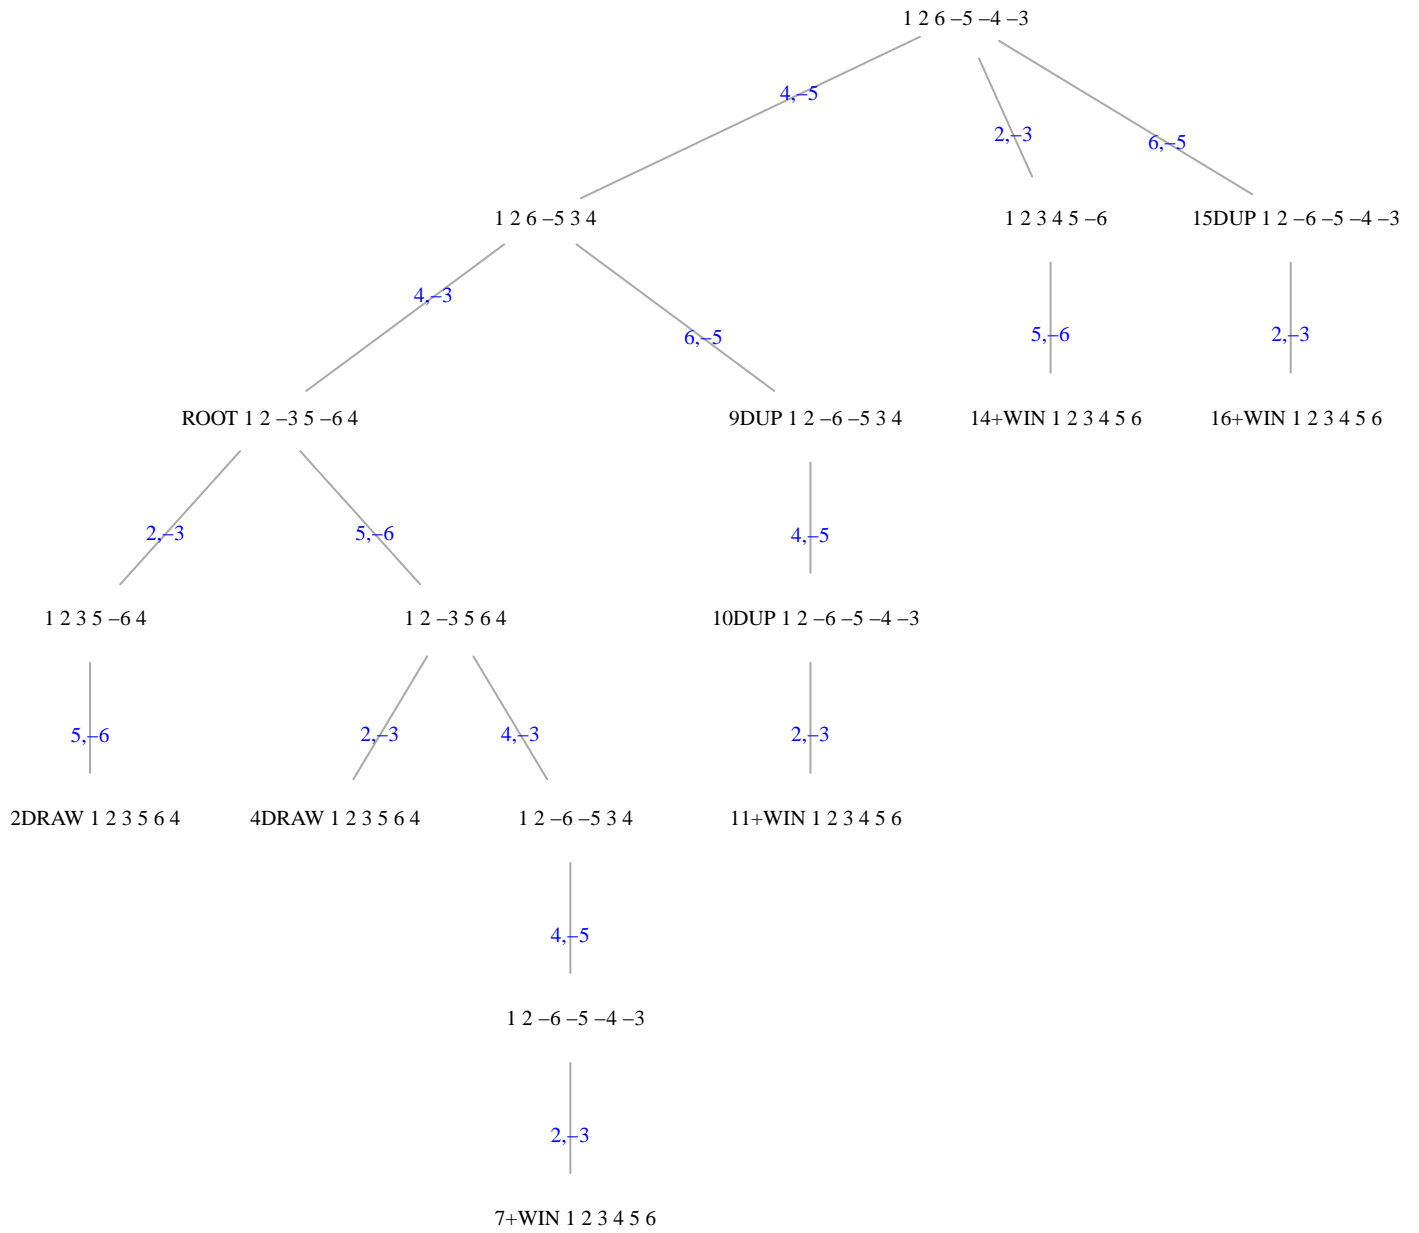 1 2 6 –5 –4 –3
4,–5
2,–3
6,–5
1 2 6 –5 3 4
1 2 3 4 5 –6
15DUP 1 2 –6 –5 –4 –3
4,–3
6,–5
5,–6
2,–3
ROOT 1 2 –3 5 –6 4
9DUP 1 2 –6 –5 3 4
14+WIN 1 2 3 4 5 6
16+WIN 1 2 3 4 5 6
2,–3
5,–6
4,–5
1 2 3 5 –6 4
1 2 –3 5 6 4
10DUP 1 2 –6 –5 –4 –3
5,–6
2,–3
4,–3
2,–3
2DRAW 1 2 3 5 6 4
4DRAW 1 2 3 5 6 4
1 2 –6 –5 3 4
11+WIN 1 2 3 4 5 6
4,–5
1 2 –6 –5 –4 –3
2,–3
7+WIN 1 2 3 4 5 6